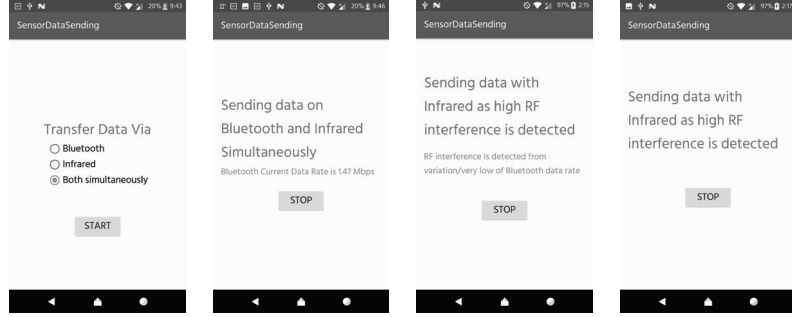 20% 9:43
SensorDataSending
Transfer Data Via
Bluetooth
Infrared
Both simultaneously
START
22° 20% 9:46
SensorDataSending
Sending data on
Bluetooth and Infrared
Simultaneously
Bluetooth Current Data Rate is 1.47 Mbps
STOP
97% 2:15
SensorDataSending
Sending data with
Infrared as high RF
interference is detected
RF interference is detected from
variation/very low of Bluetooth data rate
STOP
97% 2:17
SensorDataSending
Sending data with
Infrared as high RF
interference is detected
STOP